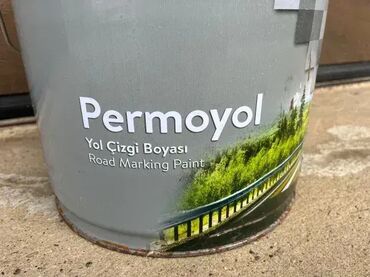 Permoyol
Yol Çizgi Boyası
Road Marking Paint